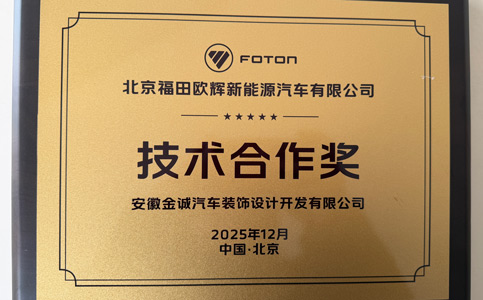 FOTON
北京福田欧辉新能源汽车有限公司
技术合作奖
安徽金诚汽车装饰设计开发有限公司
2025年12月
中国·北京